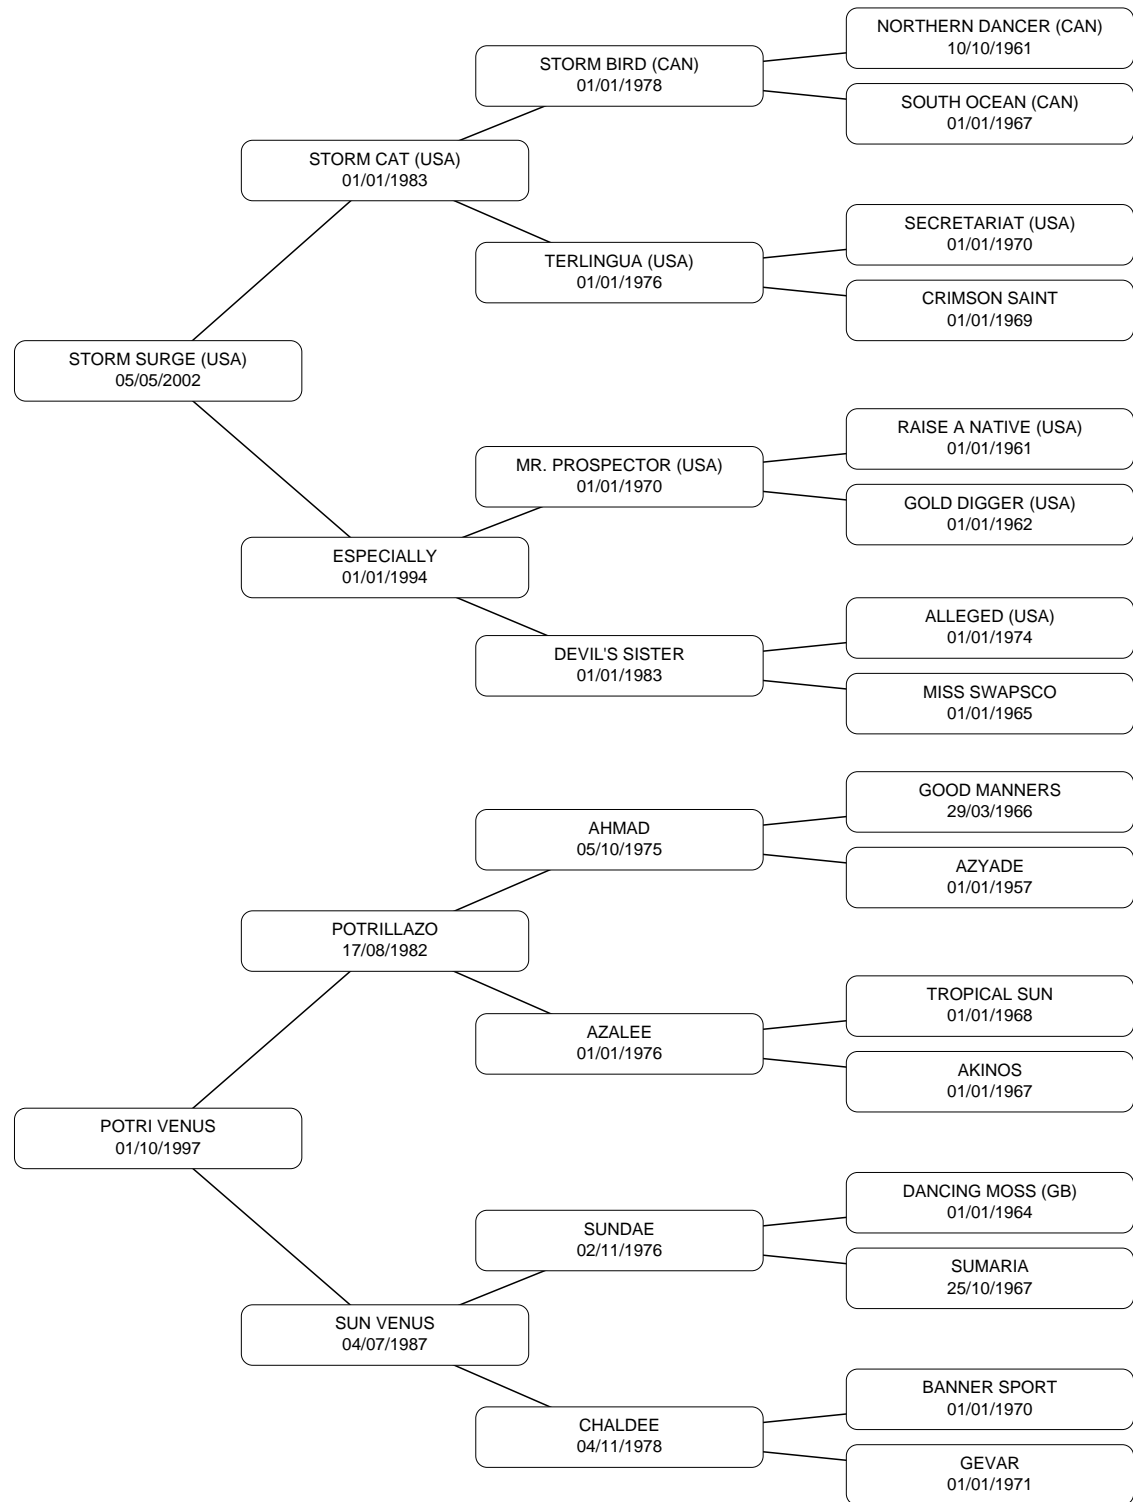 NORTHERN DANCER (CAN)
10/10/1961
STORM BIRD (CAN)
01/01/1978
SOUTH OCEAN (CAN)
01/01/1967
STORM CAT (USA)
01/01/1983
SECRETARIAT (USA)
01/01/1970
TERLINGUA (USA)
01/01/1976
CRIMSON SAINT
01/01/1969
STORM SURGE (USA)
05/05/2002
RAISE A NATIVE (USA)
01/01/1961
MR. PROSPECTOR (USA)
01/01/1970
GOLD DIGGER (USA)
01/01/1962
ESPECIALLY
01/01/1994
ALLEGED (USA)
01/01/1974
DEVIL'S SISTER
01/01/1983
MISS SWAPSCO
01/01/1965
GOOD MANNERS
29/03/1966
AHMAD
05/10/1975
AZYADE
01/01/1957
POTRILLAZO
17/08/1982
TROPICAL SUN
01/01/1968
AZALEE
01/01/1976
AKINOS
01/01/1967
POTRI VENUS
01/10/1997
DANCING MOSS (GB)
01/01/1964
SUNDAE
02/11/1976
SUMARIA
25/10/1967
SUN VENUS
04/07/1987
BANNER SPORT
01/01/1970
CHALDEE
04/11/1978
GEVAR
01/01/1971